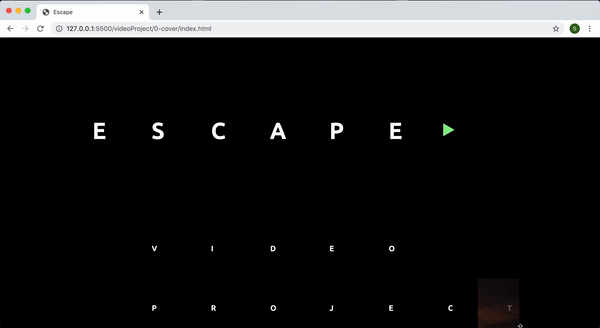 Escape
127.0.0.1:5500/videoProject/0-cover/index.html
S
E S C A P E
V I D E O
P R O J E C T